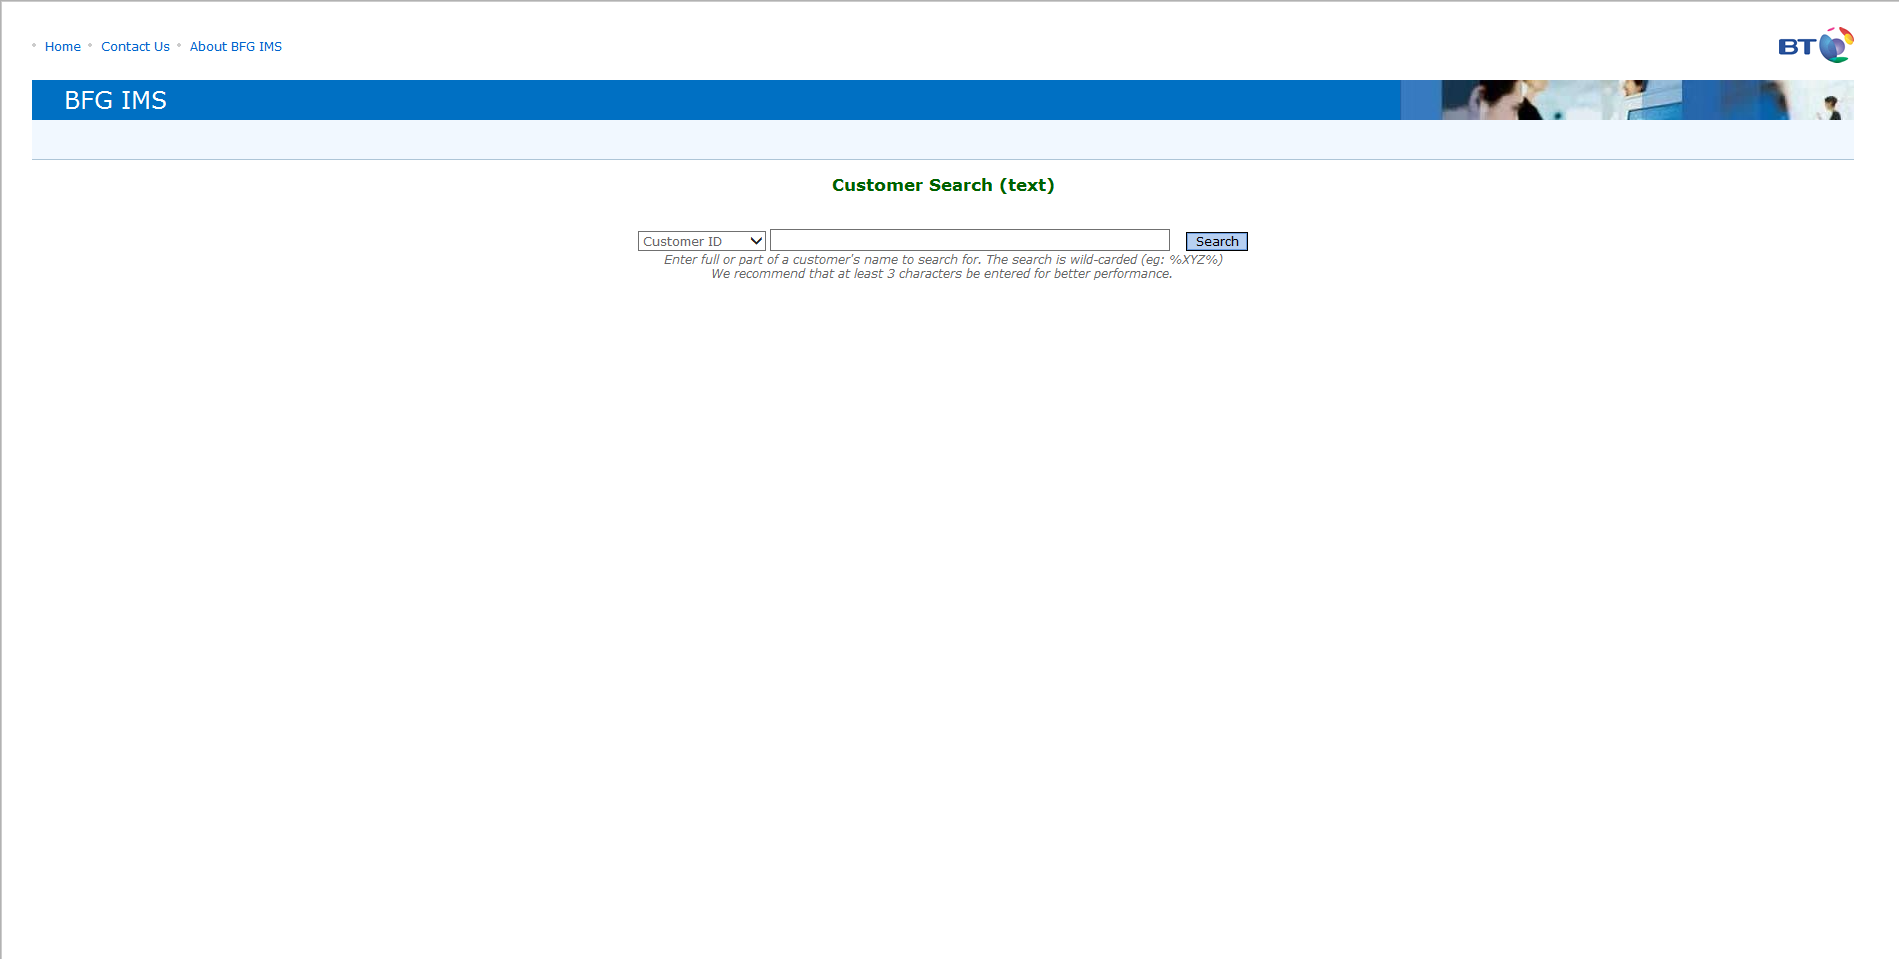 Home Contact Us About BFG IMS
BT
BFG IMS
Customer Search (text)
Customer ID Search
Enter full or part of a customer's name to search for. The search is wild-carded (eg: %XYZ%)
We recommend that at least 3 characters be entered for better performance.